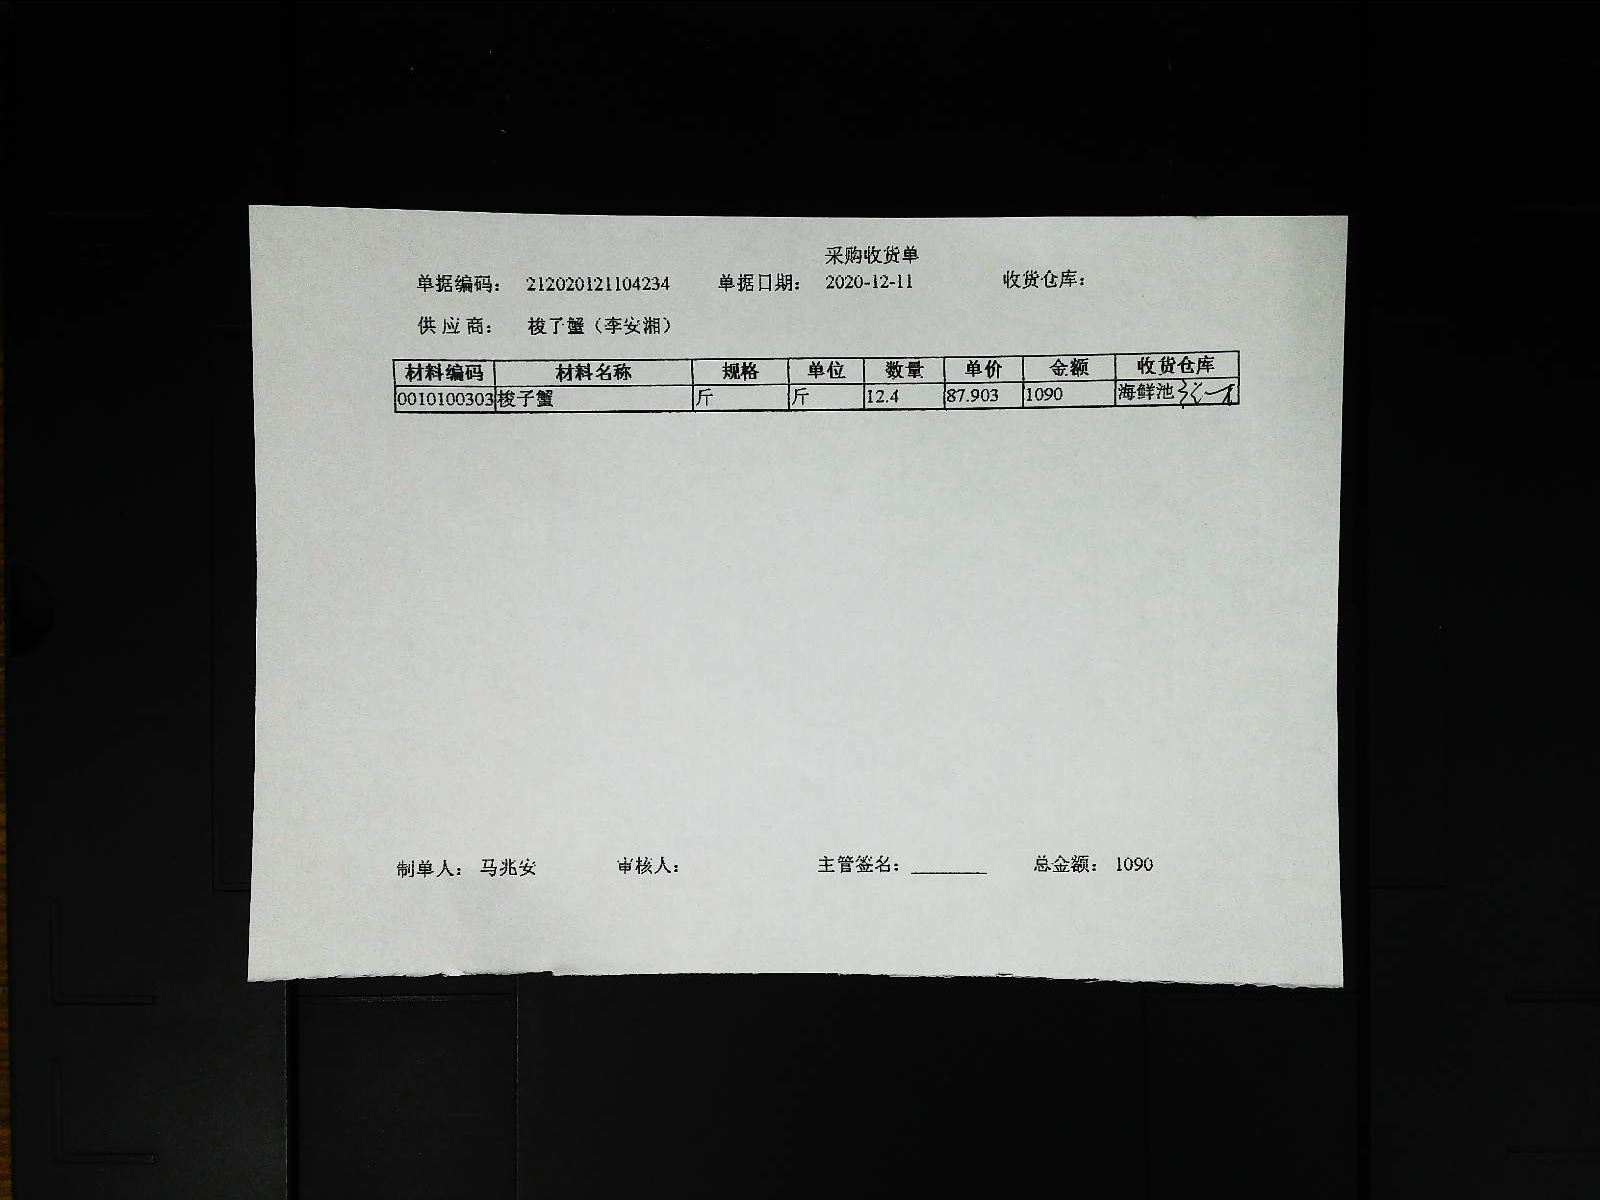 采购收货单
单据编码： 212020121104234 单据日期： 2020-12-11 收货仓库：
供应商： 梭子蟹（李安湘）
材料编码 材料名称 规格 单位 数量 单价 金额 收货仓库
0010100303 梭子蟹 斤 斤 12.4 87.903 1090 海鲜池
制单人： 马兆安 审核人： 主管签名： 总金额： 1090